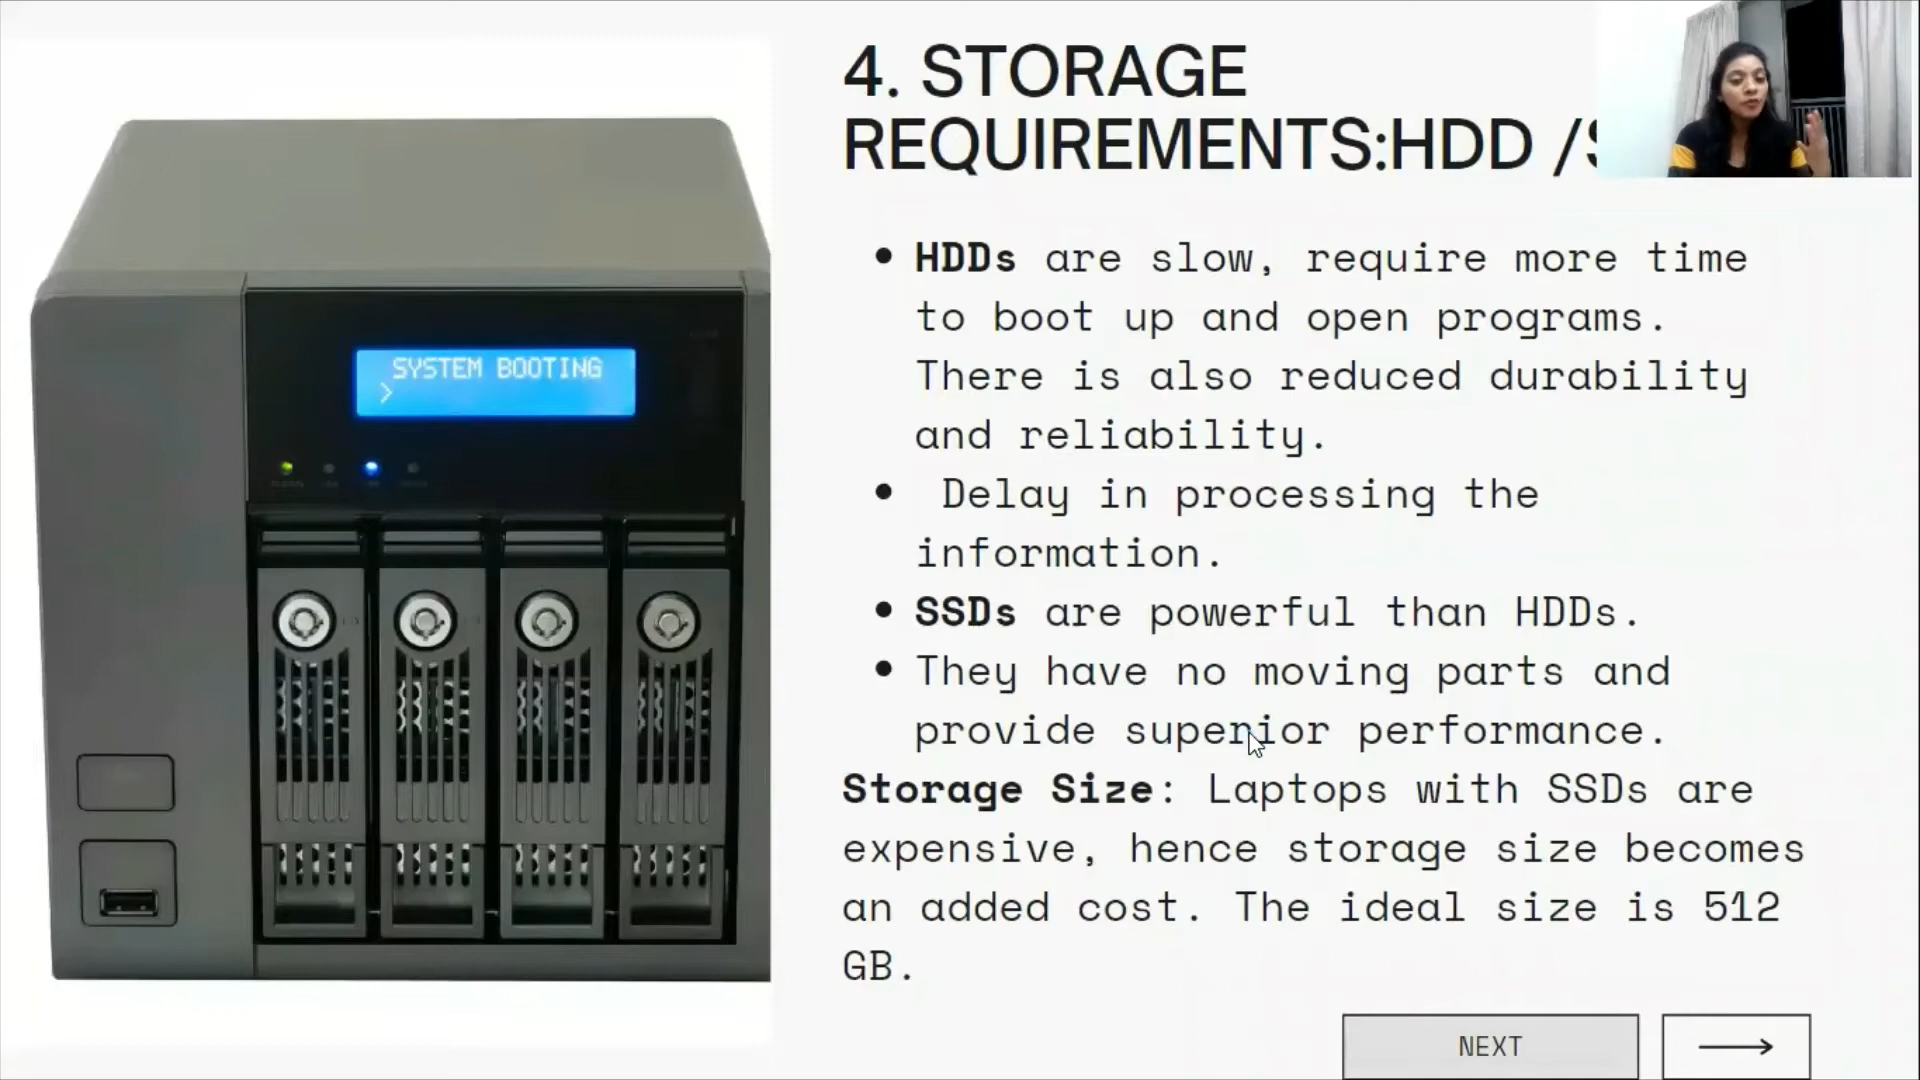 4. STORAGE
REQUIREMENTS:HDD /
HDDs are slow, require more time
to boot up and open programs.
There is also reduced durability
and reliability.
Delay in processing the
information.
SSDs are powerful than HDDs.
They have no moving parts and
provide superior performance.
Storage Size: Laptops with SSDs are
expensive, hence storage size becomes
an added cost. The ideal size is 512
GB.
SYSTEM BOOTING
>
NEXT